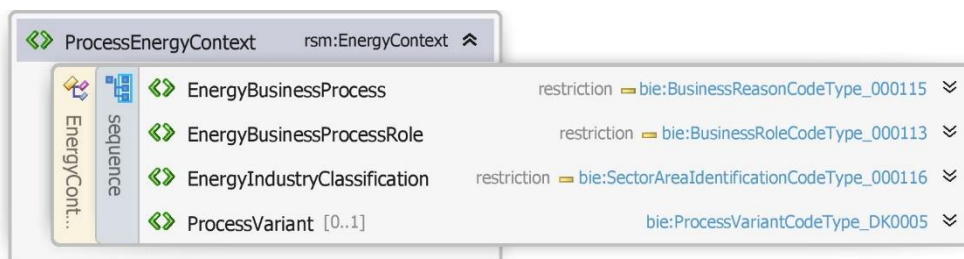 ProcessEnergyContext rsm:EnergyContext
EnergyCont...
sequence
EnergyBusinessProcess restriction bie:BusinessReasonCodeType_000115
EnergyBusinessProcessRole restriction bie:BusinessRoleCodeType_000113
EnergyIndustryClassification restriction bie:SectorAreaIdentificationCodeType_000116
ProcessVariant [0..1] bie:ProcessVariantCodeType_DK0005